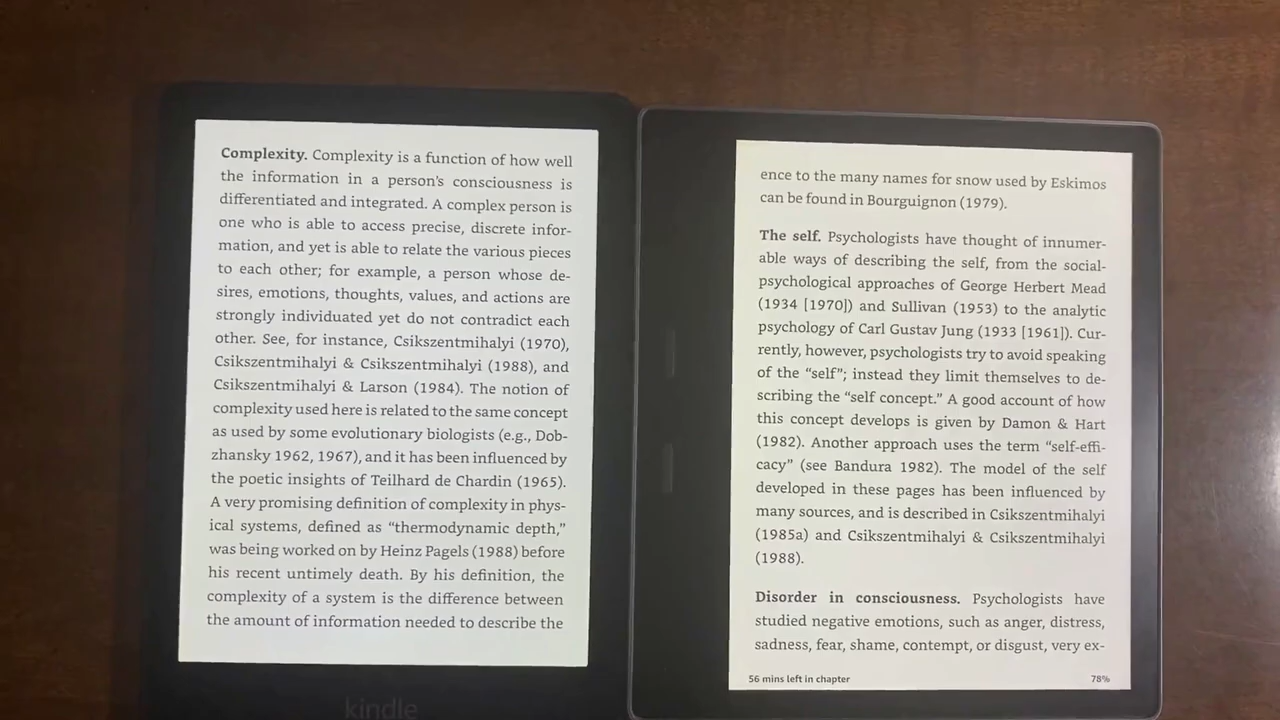 Complexity. Complexity is a function of how well
the information in a person's consciousness is
differentiated and integrated. A complex person is
one who is able to access precise, discrete infor-
mation, and yet is able to relate the various pieces
to each other; for example, a person whose de-
sires, emotions, thoughts, values, and actions are
strongly individuated yet do not contradict each
other. See, for instance, Csikszentmihalyi (1970),
Csikszentmihalyi & Csikszentmihalyi (1988), and
Csikszentmihalyi & Larson (1984). The notion of
complexity used here is related to the same concept
as used by some evolutionary biologists (e.g., Dob-
zhansky 1962, 1967), and it has been influenced by
the poetic insights of Teilhard de Chardin (1965).
A very promising definition of complexity in phys-
ical systems, defined as “thermodynamic depth,”
was being worked on by Heinz Pagels (1988) before
his recent untimely death. By his definition, the
complexity of a system is the difference between
the amount of information needed to describe the
kindle
ence to the many names for snow used by Eskimos
can be found in Bourguignon (1979).
The self. Psychologists have thought of innumer-
able ways of describing the self, from the social-
psychological approaches of George Herbert Mead
(1934 [1970]) and Sullivan (1953) to the analytic
psychology of Carl Gustav Jung (1933 [1961]). Cur-
rently, however, psychologists try to avoid speaking
of the “self”; instead they limit themselves to de-
scribing the “self concept.” A good account of how
this concept develops is given by Damon & Hart
(1982). Another approach uses the term “self-effi-
cacy” (see Bandura 1982). The model of the self
developed in these pages has been influenced by
many sources, and is described in Csikszentmihalyi
(1985a) and Csikszentmihalyi & Csikszentmihalyi
(1988).
Disorder in consciousness. Psychologists have
studied negative emotions, such as anger, distress,
sadness, fear, shame, contempt, or disgust, very ex-
56 mins left in chapter 78%